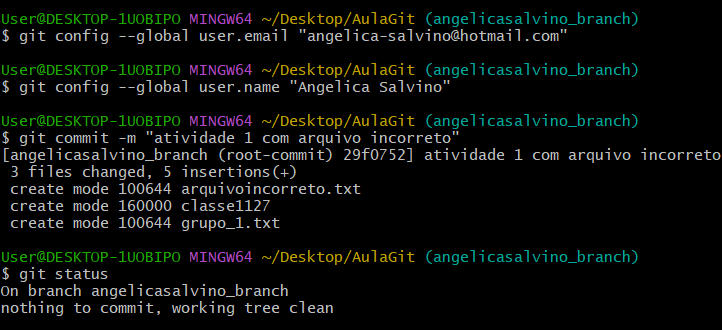 User@DESKTOP-1UOBIPO MINGW64 ~/Desktop/AulaGit (angelicasalvino_branch)
$ git config --global user.email "angelica-salvino@hotmail.com"
User@DESKTOP-1UOBIPO MINGW64 ~/Desktop/AulaGit (angelicasalvino_branch)
$ git config --global user.name "Angelica Salvino"
User@DESKTOP-1UOBIPO MINGW64 ~/Desktop/AulaGit (angelicasalvino_branch)
$ git commit -m "atividade 1 com arquivo incorreto"
[angelicasalvino_branch (root-commit) 29f0752] atividade 1 com arquivo incorreto
3 files changed, 5 insertions(+)
create mode 100644 arquivoincorreto.txt
create mode 160000 classe1127
create mode 100644 grupo_1.txt
User@DESKTOP-1UOBIPO MINGW64 ~/Desktop/AulaGit (angelicasalvino_branch)
$ git status
On branch angelicasalvino_branch
nothing to commit, working tree clean